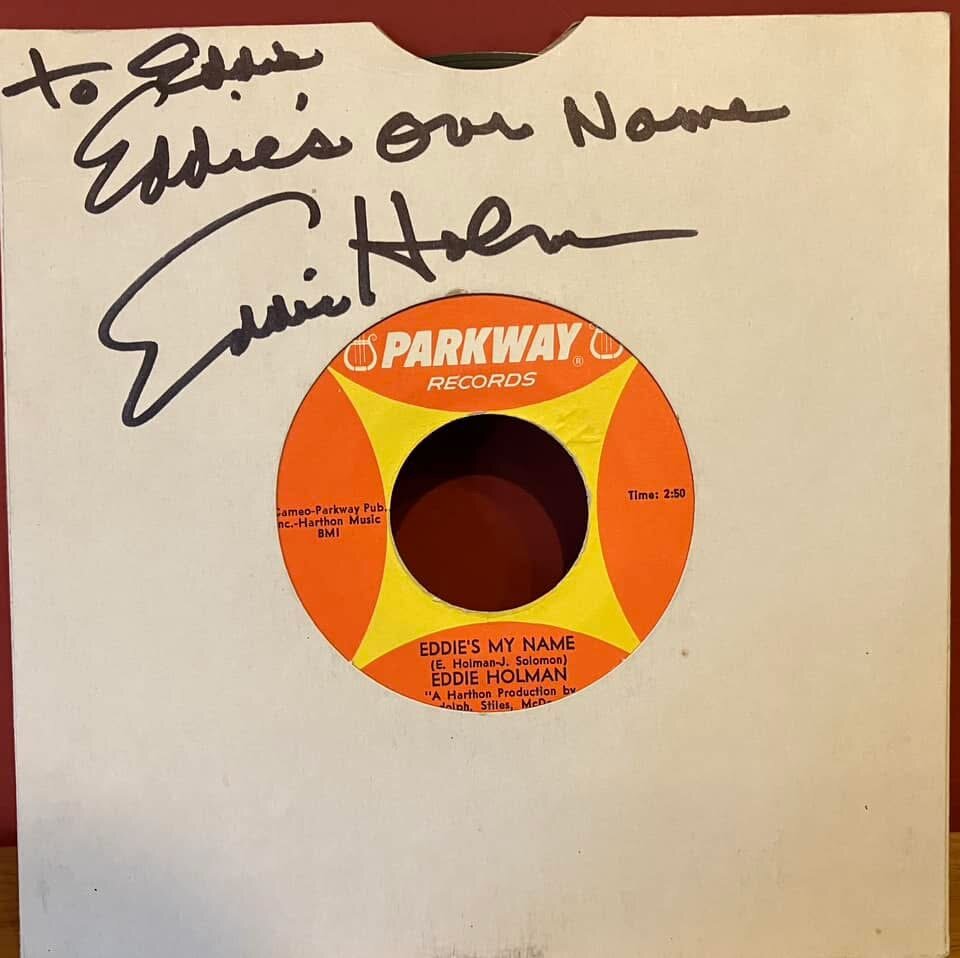 to Eddie
Eddie's our Name
Eddie Holman
PARKWAY
®
RECORDS
Cameo-Parkway Pub.,
Inc.-Harthon Music
BMI
Time: 2:50
EDDIE'S MY NAME
(E. Holman-J. Solomon)
EDDIE HOLMAN
"A Harthon Production by
Stiles,